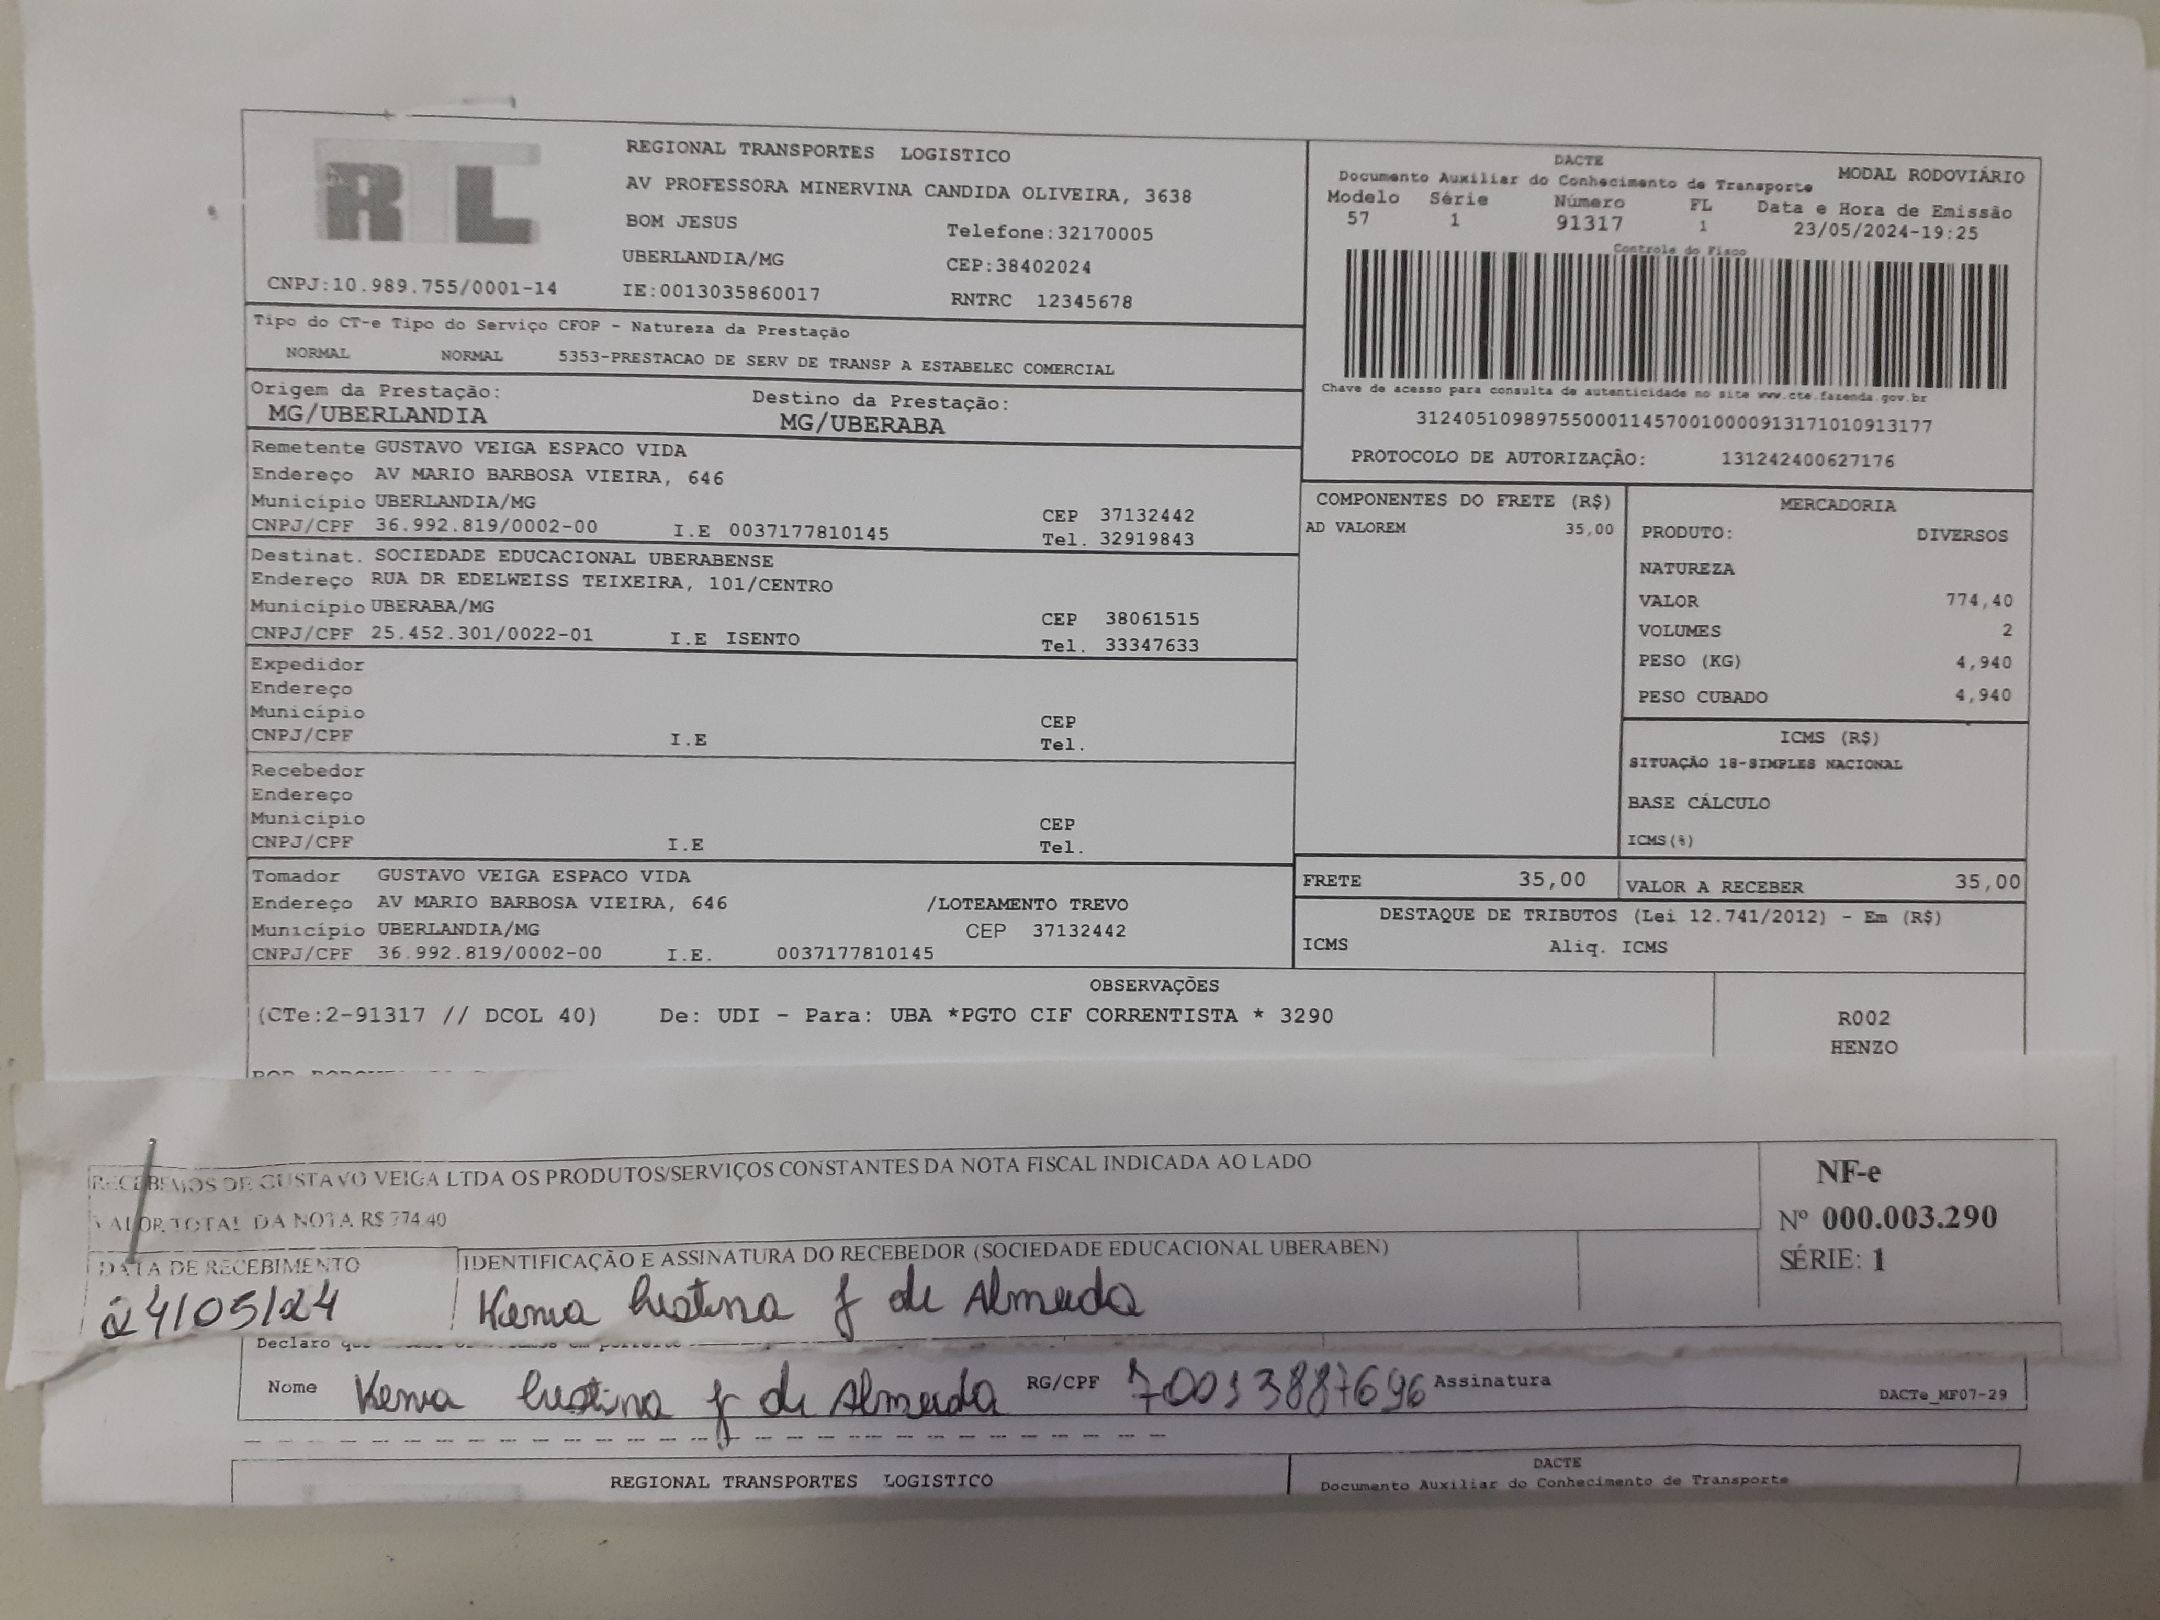 RTL
REGIONAL TRANSPORTES LOGISTICO
AV PROFESSORA MINERVINA CANDIDA OLIVEIRA, 3638
BOM JESUS Telefone:32170005
UBERLANDIA/MG CEP:38402024
CNPJ:10.989.755/0001-14 IE:0013035860017 RNTRC 12345678
DACTE
Documento Auxiliar do Conhecimento de Transporte MODAL RODOVIÁRIO
Modelo Série Número FL Data e Hora de Emissão
57 1 91317 1 23/05/2024-19:25
Controle do Fisco
Chave de acesso para consulta de autenticidade no site www.cte.fazenda.gov.br
31240510989755000114570010000913171010913177
PROTOCOLO DE AUTORIZAÇÃO: 131242400627176
Tipo do CT-e Tipo do Serviço CFOP - Natureza da Prestação
NORMAL NORMAL 5353-PRESTACAO DE SERV DE TRANSP A ESTABELEC COMERCIAL
Origem da Prestação: Destino da Prestação:
MG/UBERLANDIA MG/UBERABA
Remetente GUSTAVO VEIGA ESPACO VIDA
Endereço AV MARIO BARBOSA VIEIRA, 646
Município UBERLANDIA/MG CEP 37132442
CNPJ/CPF 36.992.819/0002-00 I.E 0037177810145 Tel. 32919843
Destinat. SOCIEDADE EDUCACIONAL UBERABENSE
Endereço RUA DR EDELWEISS TEIXEIRA, 101/CENTRO
Município UBERABA/MG CEP 38061515
CNPJ/CPF 25.452.301/0022-01 I.E ISENTO Tel. 33347633
Expedidor
Endereço
Município CEP
CNPJ/CPF I.E Tel.
Recebedor
Endereço
Município CEP
CNPJ/CPF I.E Tel.
Tomador GUSTAVO VEIGA ESPACO VIDA
Endereço AV MARIO BARBOSA VIEIRA, 646 /LOTEAMENTO TREVO
Município UBERLANDIA/MG CEP 37132442
CNPJ/CPF 36.992.819/0002-00 I.E. 0037177810145
COMPONENTES DO FRETE (R$)
AD VALOREM 35,00
MERCADORIA
PRODUTO: DIVERSOS
NATUREZA
VALOR 774,40
VOLUMES 2
PESO (KG) 4,940
PESO CUBADO 4,940
ICMS (R$)
SITUAÇÃO 18-SIMPLES NACIONAL
BASE CÁLCULO
ICMS(%)
FRETE 35,00 VALOR A RECEBER 35,00
DESTAQUE DE TRIBUTOS (Lei 12.741/2012) - Em (R$)
ICMS Aliq. ICMS
OBSERVAÇÕES
(CTe:2-91317 // DCOL 40) De: UDI - Para: UBA *PGTO CIF CORRENTISTA * 3290
R002
HENZO
RECEBEMOS DE GUSTAVO VEIGA LTDA OS PRODUTOS/SERVIÇOS CONSTANTES DA NOTA FISCAL INDICADA AO LADO
VALOR TOTAL DA NOTA R$ 774,40
NF-e
Nº 000.003.290
SÉRIE: 1
DATA DE RECEBIMENTO IDENTIFICAÇÃO E ASSINATURA DO RECEBEDOR (SOCIEDADE EDUCACIONAL UBERABEN)
24/05/24 Kenia Cristina J de Almeida
Declaro que
Nome Kenia Cristina J de Almeida RG/CPF 70013887696 Assinatura
DACTe_MF07-29
REGIONAL TRANSPORTES LOGISTICO
DACTE
Documento Auxiliar do Conhecimento de Transporte